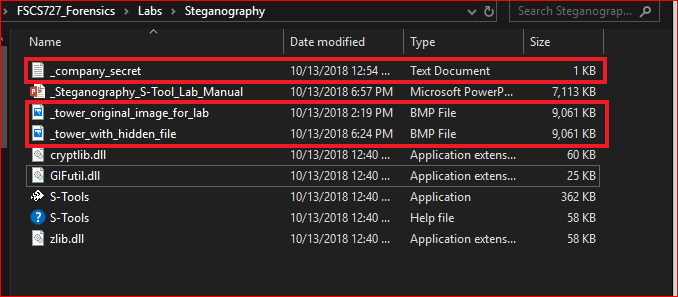 FSCS727_Forensics > Labs > Steganography
Search Steganograp...
Name Date modified Type Size
_company_secret 10/13/2018 12:54 ... Text Document 1 KB
_Steganography_S-Tool_Lab_Manual 10/13/2018 6:57 PM Microsoft PowerP... 7,113 KB
_tower_original_image_for_lab 10/13/2018 2:19 PM BMP File 9,061 KB
_tower_with_hidden_file 10/13/2018 6:24 PM BMP File 9,061 KB
cryptlib.dll 10/13/2018 12:40 ... Application extens... 60 KB
GIFutil.dll 10/13/2018 12:40 ... Application extens... 25 KB
S-Tools 10/13/2018 12:40 ... Application 362 KB
S-Tools 10/13/2018 12:40 ... Help file 58 KB
zlib.dll 10/13/2018 12:40 ... Application extens... 58 KB